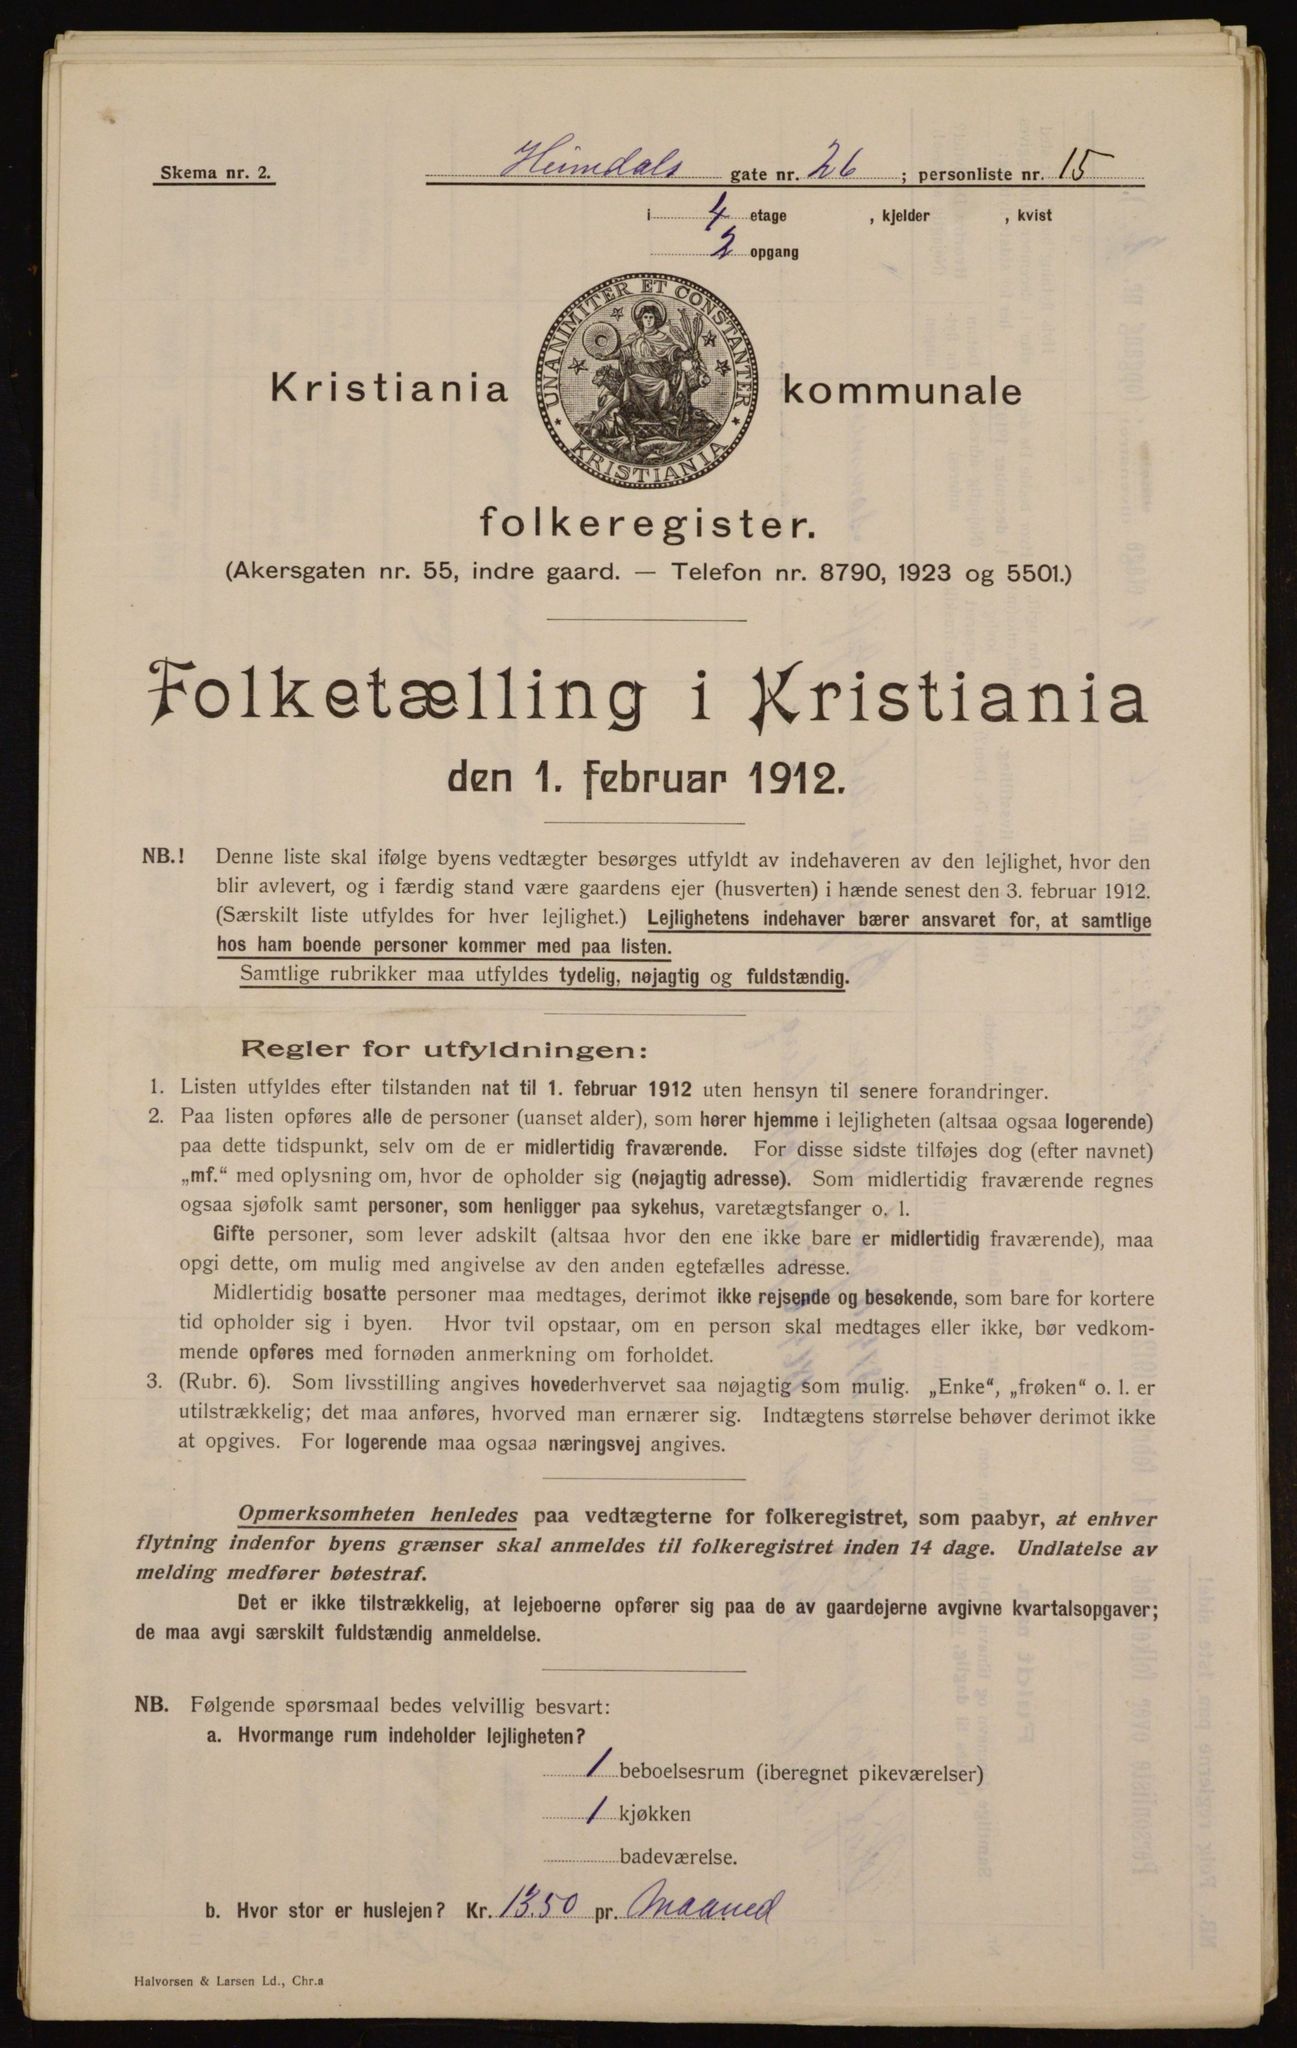 Skema nr. 2.
Heimdals gate nr. 26 ; personliste nr. 15
i 4 etage , kjelder , kvist
2 opgang
UNANIMITER ET CONSTANTER
KRISTIANIA
Kristiania kommunale
folkeregister.
(Akersgaten nr. 55, indre gaard. — Telefon nr. 8790, 1923 og 5501.)
Folketælling i Kristiania
den 1. februar 1912.
NB.! Denne liste skal ifølge byens vedtægter besørges utfyldt av indehaveren av den lejlighet, hvor den
blir avlevert, og i færdig stand være gaardens ejer (husverten) i hænde senest den 3. februar 1912.
(Særskilt liste utfyldes for hver lejlighet.) Lejlighetens indehaver bærer ansvaret for, at samtlige
hos ham boende personer kommer med paa listen.
Samtlige rubrikker maa utfyldes tydelig, nøjagtig og fuldstændig.
Regler for utfyldningen:
1. Listen utfyldes efter tilstanden nat til 1. februar 1912 uten hensyn til senere forandringer.
2. Paa listen opføres alle de personer (uanset alder), som hører hjemme i lejligheten (altsaa ogsaa logerende)
paa dette tidspunkt, selv om de er midlertidig fraværende. For disse sidste tilføjes dog (efter navnet)
„mf.“ med oplysning om, hvor de opholder sig (nøjagtig adresse). Som midlertidig fraværende regnes
ogsaa sjøfolk samt personer, som henligger paa sykehus, varetægtsfanger o. l.
Gifte personer, som lever adskilt (altsaa hvor den ene ikke bare er midlertidig fraværende), maa
opgi dette, om mulig med angivelse av den anden egtefælles adresse.
Midlertidig bosatte personer maa medtages, derimot ikke rejsende og besøkende, som bare for kortere
tid opholder sig i byen. Hvor tvil opstaar, om en person skal medtages eller ikke, bør vedkom-
mende opføres med fornøden anmerkning om forholdet.
3. (Rubr. 6). Som livsstilling angives hovederhvervet saa nøjagtig som mulig. „Enke“, „frøken“ o. l. er
utilstrækkelig; det maa anføres, hvorved man ernærer sig. Indtægtens størrelse behøver derimot ikke
at opgives. For logerende maa ogsaa næringsvej angives.
Opmerksomheten henledes paa vedtægterne for folkeregistret, som paabyr, at enhver
flytning indenfor byens grænser skal anmeldes til folkeregistret inden 14 dage. Undlatelse av
melding medfører bøtestraf.
Det er ikke tilstrækkelig, at lejeboerne opfører sig paa de av gaardejerne avgivne kvartalsopgaver;
de maa avgi særskilt fuldstændig anmeldelse.
NB. Følgende spørsmaal bedes velvillig besvart:
a. Hvormange rum indeholder lejligheten?
1 beboelsesrum (iberegnet pikeværelser)
1 kjøkken
badeværelse.
b. Hvor stor er huslejen? Kr. 13.50 pr. Maaned
Halvorsen & Larsen Ld., Chr.a